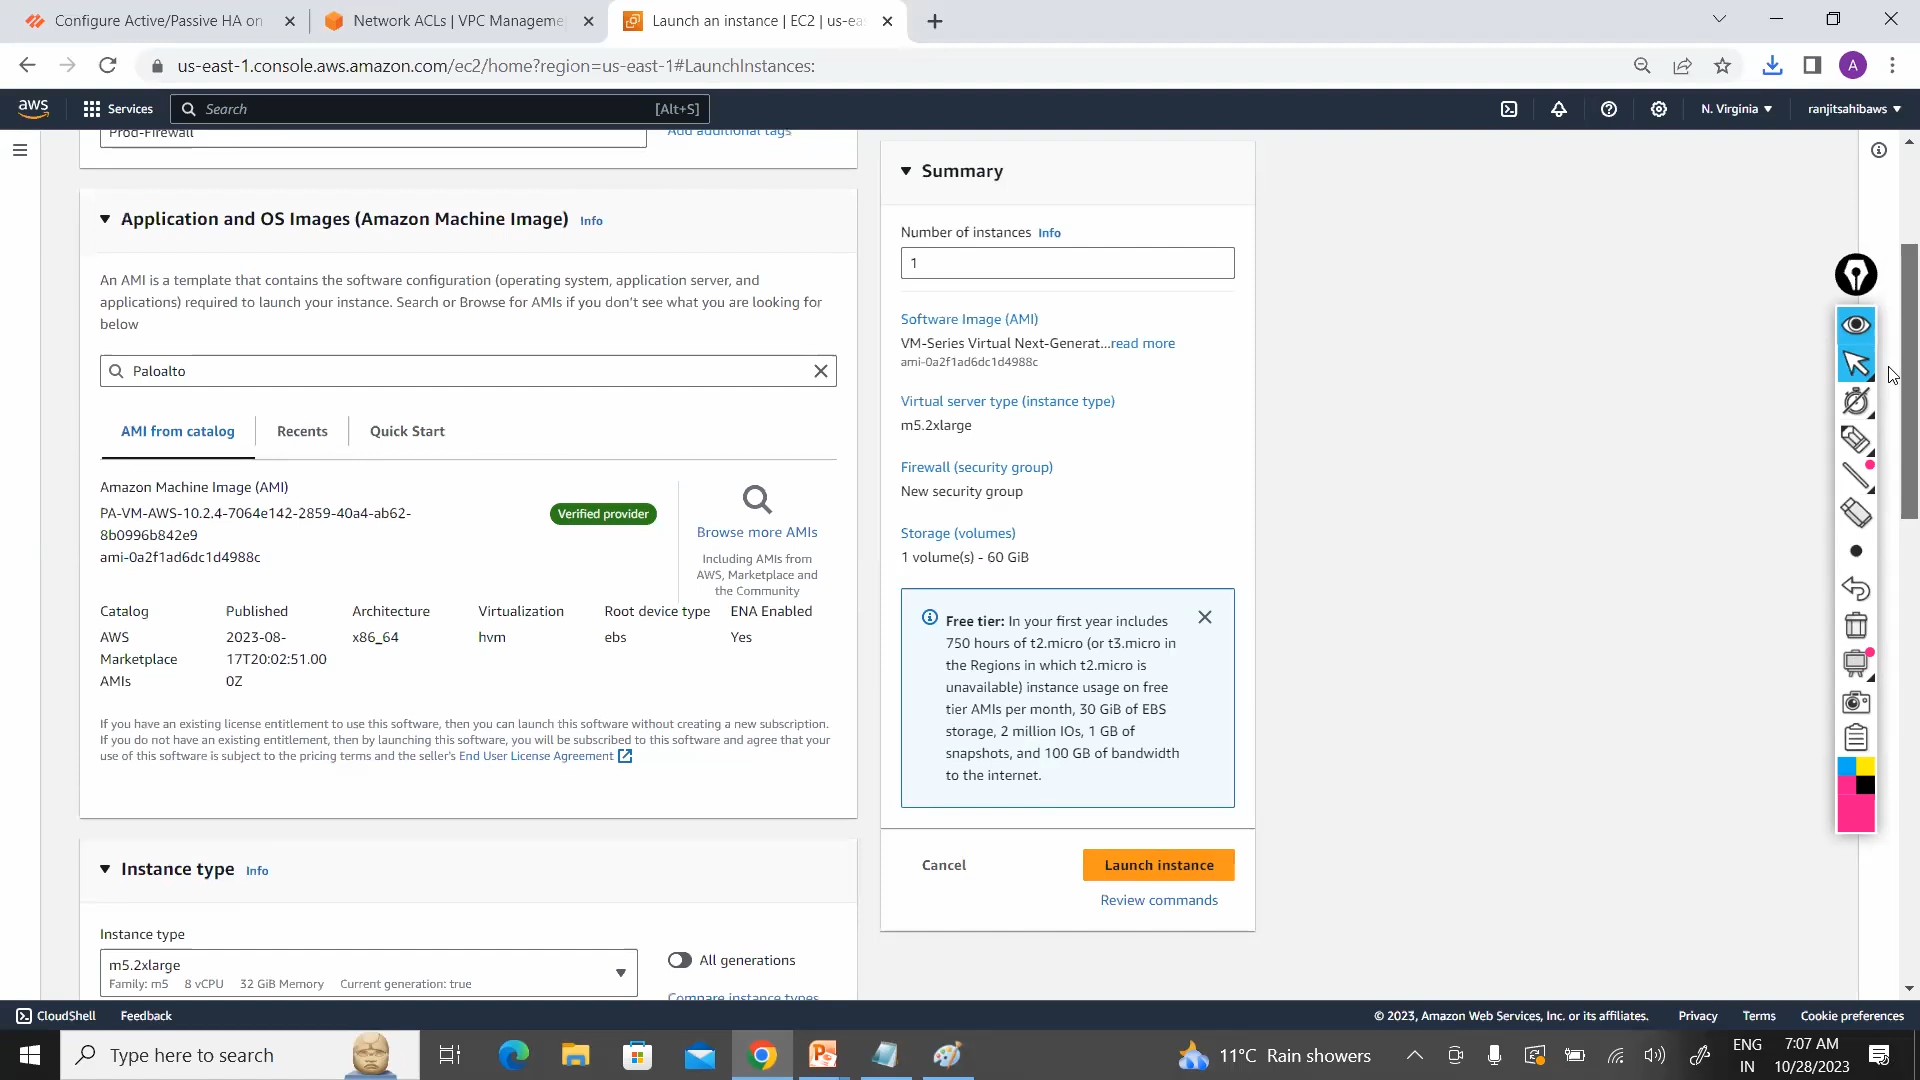 Configure Active/Passive HA on
Network ACLs | VPC Manageme
Launch an instance | EC2 | us-ea
us-east-1.console.aws.amazon.com/ec2/home?region=us-east-1#LaunchInstances:
A
aws
Services
Search
[Alt+S]
N. Virginia
ranjitsahibaws
Prod-Firewall
Add additional tags
Application and OS Images (Amazon Machine Image) Info
An AMI is a template that contains the software configuration (operating system, application server, and
applications) required to launch your instance. Search or Browse for AMIs if you don't see what you are looking for
below
Paloalto
AMI from catalog
Recents
Quick Start
Amazon Machine Image (AMI)
PA-VM-AWS-10.2.4-7064e142-2859-40a4-ab62-
8b0996b842e9
ami-0a2f1ad6dc1d4988c
Verified provider
Browse more AMIs
Including AMIs from
AWS, Marketplace and
the Community
Catalog Published Architecture Virtualization Root device type ENA Enabled
AWS 2023-08- x86_64 hvm ebs Yes
Marketplace 17T20:02:51.00
AMIs 0Z
If you have an existing license entitlement to use this software, then you can launch this software without creating a new subscription.
If you do not have an existing entitlement, then by launching this software, you will be subscribed to this software and agree that your
use of this software is subject to the pricing terms and the seller's End User License Agreement
Instance type Info
Instance type
m5.2xlarge
Family: m5 8 vCPU 32 GiB Memory Current generation: true
All generations
Compare instance types
Summary
Number of instances Info
1
Software Image (AMI)
VM-Series Virtual Next-Generat...read more
ami-0a2f1ad6dc1d4988c
Virtual server type (instance type)
m5.2xlarge
Firewall (security group)
New security group
Storage (volumes)
1 volume(s) - 60 GiB
Free tier: In your first year includes
750 hours of t2.micro (or t3.micro in
the Regions in which t2.micro is
unavailable) instance usage on free
tier AMIs per month, 30 GiB of EBS
storage, 2 million IOs, 1 GB of
snapshots, and 100 GB of bandwidth
to the internet.
Cancel
Launch instance
Review commands
CloudShell
Feedback
© 2023, Amazon Web Services, Inc. or its affiliates.
Privacy
Terms
Cookie preferences
Type here to search
11°C Rain showers
ENG
IN
7:07 AM
10/28/2023